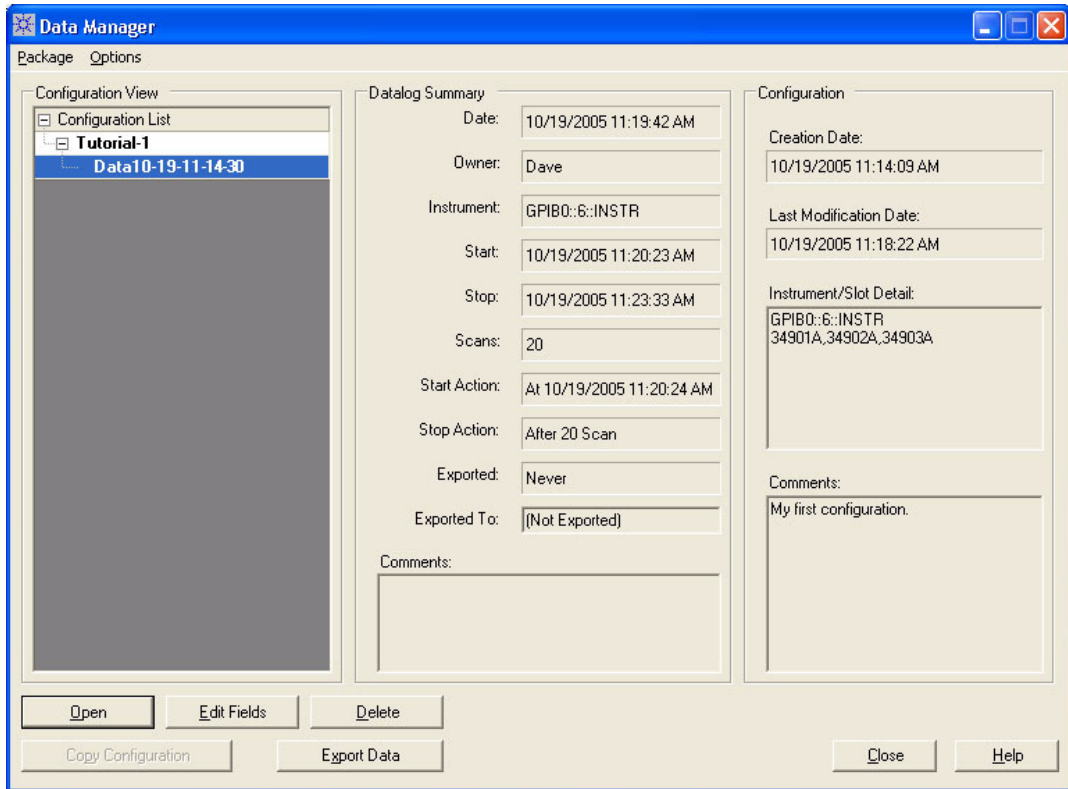 Data Manager
Package Options
Configuration View
Configuration List
Tutorial-1
Data10-19-11-14-30
Datalog Summary
Date: 10/19/2005 11:19:42 AM
Owner: Dave
Instrument: GPIB0::6::INSTR
Start: 10/19/2005 11:20:23 AM
Stop: 10/19/2005 11:23:33 AM
Scans: 20
Start Action: At 10/19/2005 11:20:24 AM
Stop Action: After 20 Scan
Exported: Never
Exported To: (Not Exported)
Comments:
Configuration
Creation Date:
10/19/2005 11:14:09 AM
Last Modification Date:
10/19/2005 11:18:22 AM
Instrument/Slot Detail:
GPIB0::6::INSTR
34901A,34902A,34903A
Comments:
My first configuration.
Open Edit Fields Delete
Copy Configuration Export Data Close Help